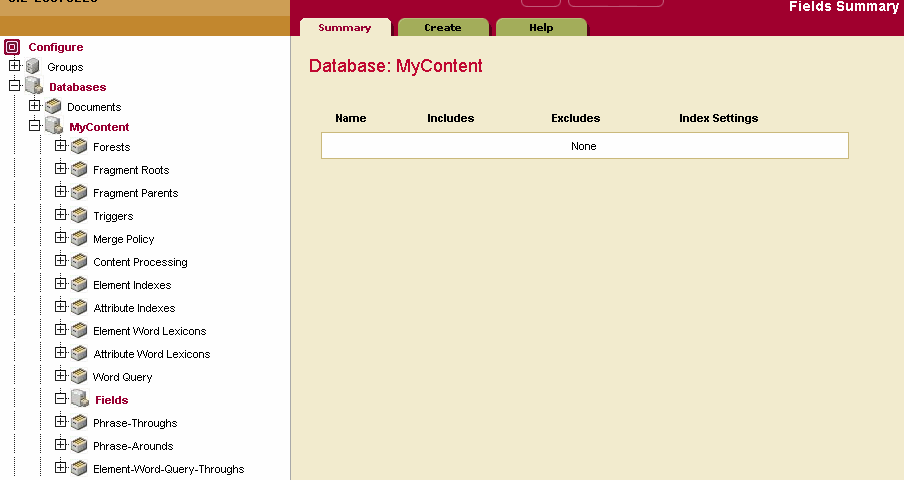 Fields Summary
Summary Create Help
Configure
Groups
Databases
Documents
MyContent
Forests
Fragment Roots
Fragment Parents
Triggers
Merge Policy
Content Processing
Element Indexes
Attribute Indexes
Element Word Lexicons
Attribute Word Lexicons
Word Query
Fields
Phrase-Throughs
Phrase-Arounds
Element-Word-Query-Throughs
Database: MyContent
Name Includes Excludes Index Settings
None